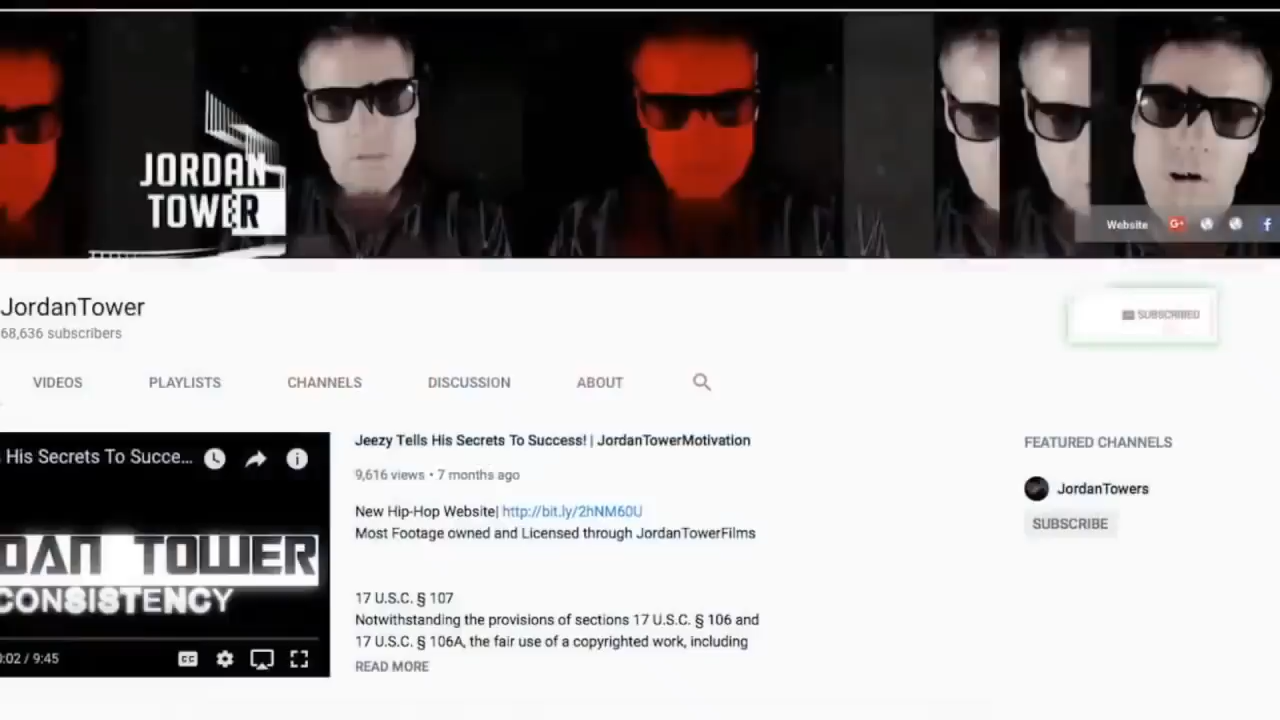 JORDAN
TOWER
Website
JordanTower
68,636 subscribers
SUBSCRIBED
VIDEOS PLAYLISTS CHANNELS DISCUSSION ABOUT
His Secrets To Succe...
DAN TOWER
CONSISTENCY
0:02 / 9:45
Jeezy Tells His Secrets To Success! | JordanTowerMotivation
9,616 views • 7 months ago
New Hip-Hop Website| http://bit.ly/2hNM60U
Most Footage owned and Licensed through JordanTowerFilms
17 U.S.C. § 107
Notwithstanding the provisions of sections 17 U.S.C. § 106 and
17 U.S.C. § 106A, the fair use of a copyrighted work, including
READ MORE
FEATURED CHANNELS
JordanTowers
SUBSCRIBE